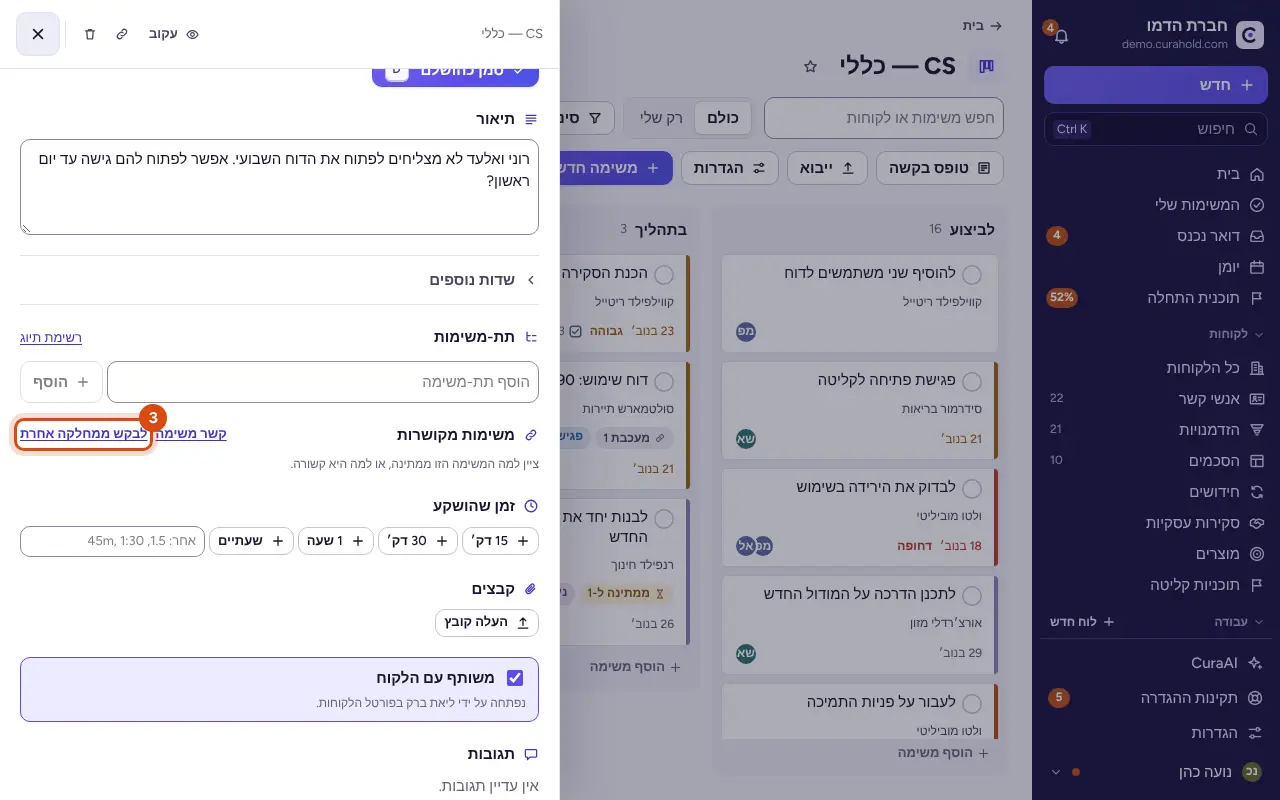 חברת הדמו
demo.curahold.com
4
חדש
חיפוש
Ctrl K
בית
המשימות שלי
דואר נכנס
4
יומן
תוכנית התחלה
52%
לקוחות
כל הלקוחות
אנשי קשר
22
הזדמנויות
21
הסכמים
10
חידושים
סקירות עסקיות
מוצרים
תוכניות קליטה
עבודה
לוח חדש
CuraAI
תקינות ההגדרה
5
הגדרות
נועה כהן
נכ
בית
CS — כללי
חפש משימות או לקוחות
כולם
רק שלי
טופס בקשה
ייבוא
הגדרות
משימה חדש
לביצוע
16
להוסיף שני משתמשים לדוח
קווילפילד ריטייל
מפ
פגישת פתיחה לקליטה
סידרמור בריאות
21 בנוב׳
שא
לבדוק את הירידה בשימוש
ולטו מוביליטי
18 בנוב׳
דחופה
מפ
אל
לתכנן הדרכה על המודול החדש
אורצ׳רדלי מזון
29 בנוב׳
שא
לעבור על פניות התמיכה
ולטו מוביליטי
הוסף משימה
בתהליך
3
הכנת הסקירה
קווילפילד ריטייל
23 בנוב׳
גבוהה
3
דוח שימוש: 90
סולטמארש תיירות
מעכבת 1
פגיש
21 בנוב׳
לבנות יחד את
החדש
רנפילד חינוך
ממתינה ל-1
26 בנוב׳
הוסף משימה
CS — כללי
עקוב
סמן כהושלם
D
תיאור
רוני ואלעד לא מצליחים לפתוח את הדוח השבועי. אפשר לפתוח להם גישה עד יום
ראשון?
שדות נוספים
תת-משימות
רשימת תיוג
הוסף תת-משימה
הוסף
משימות מקושרות
קשר משימה
לבקש ממחלקה אחרת
3
ציין למה המשימה הזו ממתינה, או למה היא קשורה.
זמן שהושקע
15 דק׳
30 דק׳
1 שעה
שעתיים
אחר: 1.5, 1:30, 45m
קבצים
העלה קובץ
משותף עם הלקוח
נפתחה על ידי ליאת ברק בפורטל הלקוחות.
תגובות
אין עדיין תגובות.